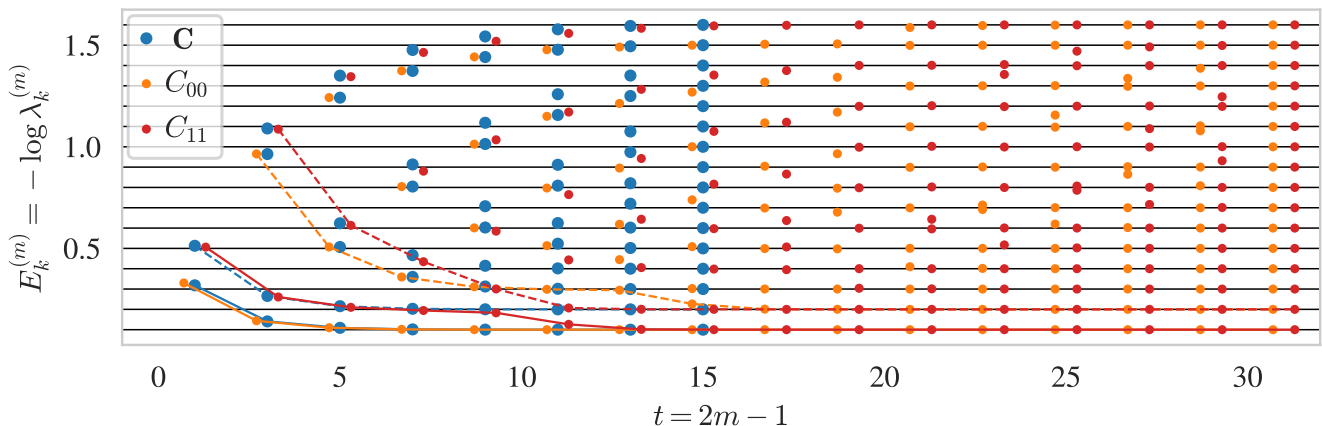 C
C₀₀
C₁₁
1.5
1.0
0.5
E_k^{(m)} = − log λ_k^{(m)}
0 5 10 15 20 25 30
t = 2m − 1